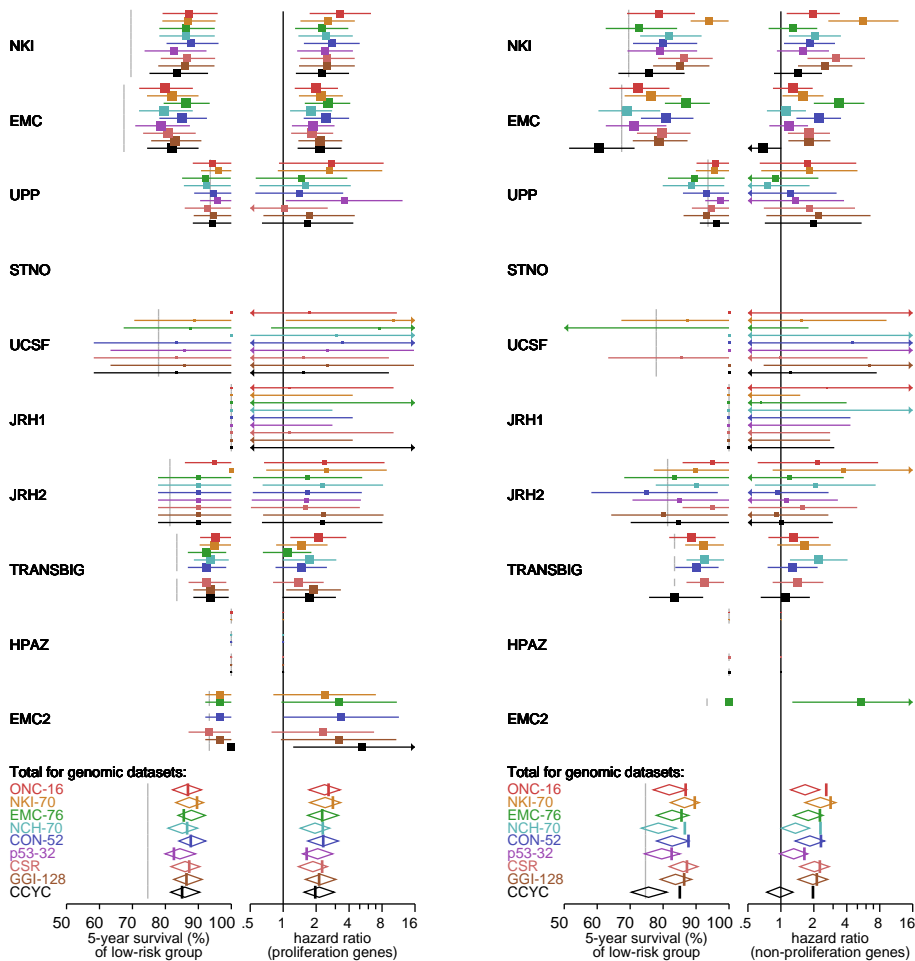 NKI
EMC
UPP
STNO
UCSF
JRH1
JRH2
TRANSBIG
HPAZ
EMC2
Total for genomic datasets:
ONC-16
NKI-70
EMC-76
NCH-70
CON-52
p53-32
CSR
GGI-128
CCYC
50 60 70 80 90 100
5-year survival (%)
of low-risk group
.5 1 2 4 8 16
hazard ratio
(proliferation genes)
NKI
EMC
UPP
STNO
UCSF
JRH1
JRH2
TRANSBIG
HPAZ
EMC2
Total for genomic datasets:
ONC-16
NKI-70
EMC-76
NCH-70
CON-52
p53-32
CSR
GGI-128
CCYC
50 60 70 80 90 100
5-year survival (%)
of low-risk group
.5 1 2 4 8 16
hazard ratio
(non-proliferation genes)